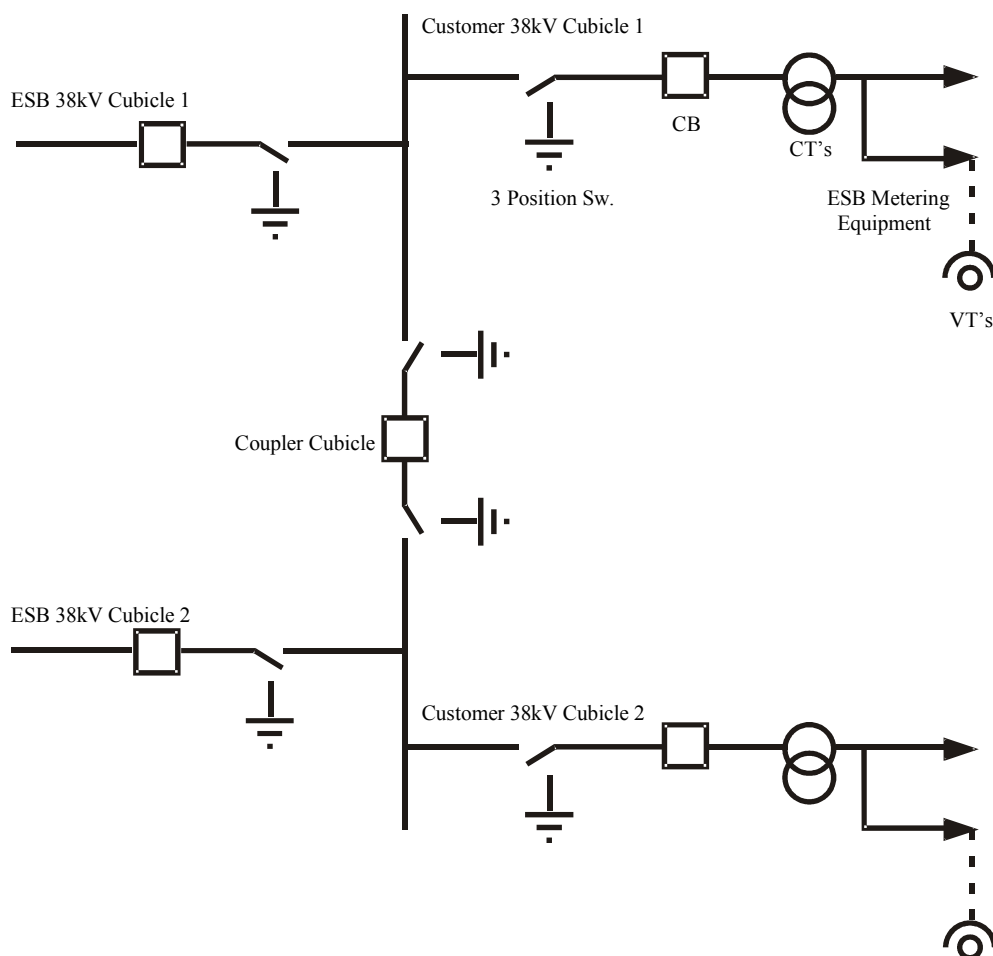 Customer 38kV Cubicle 1
ESB 38kV Cubicle 1
CB
CT's
3 Position Sw.
ESB Metering
Equipment
VT's
Coupler Cubicle
ESB 38kV Cubicle 2
Customer 38kV Cubicle 2